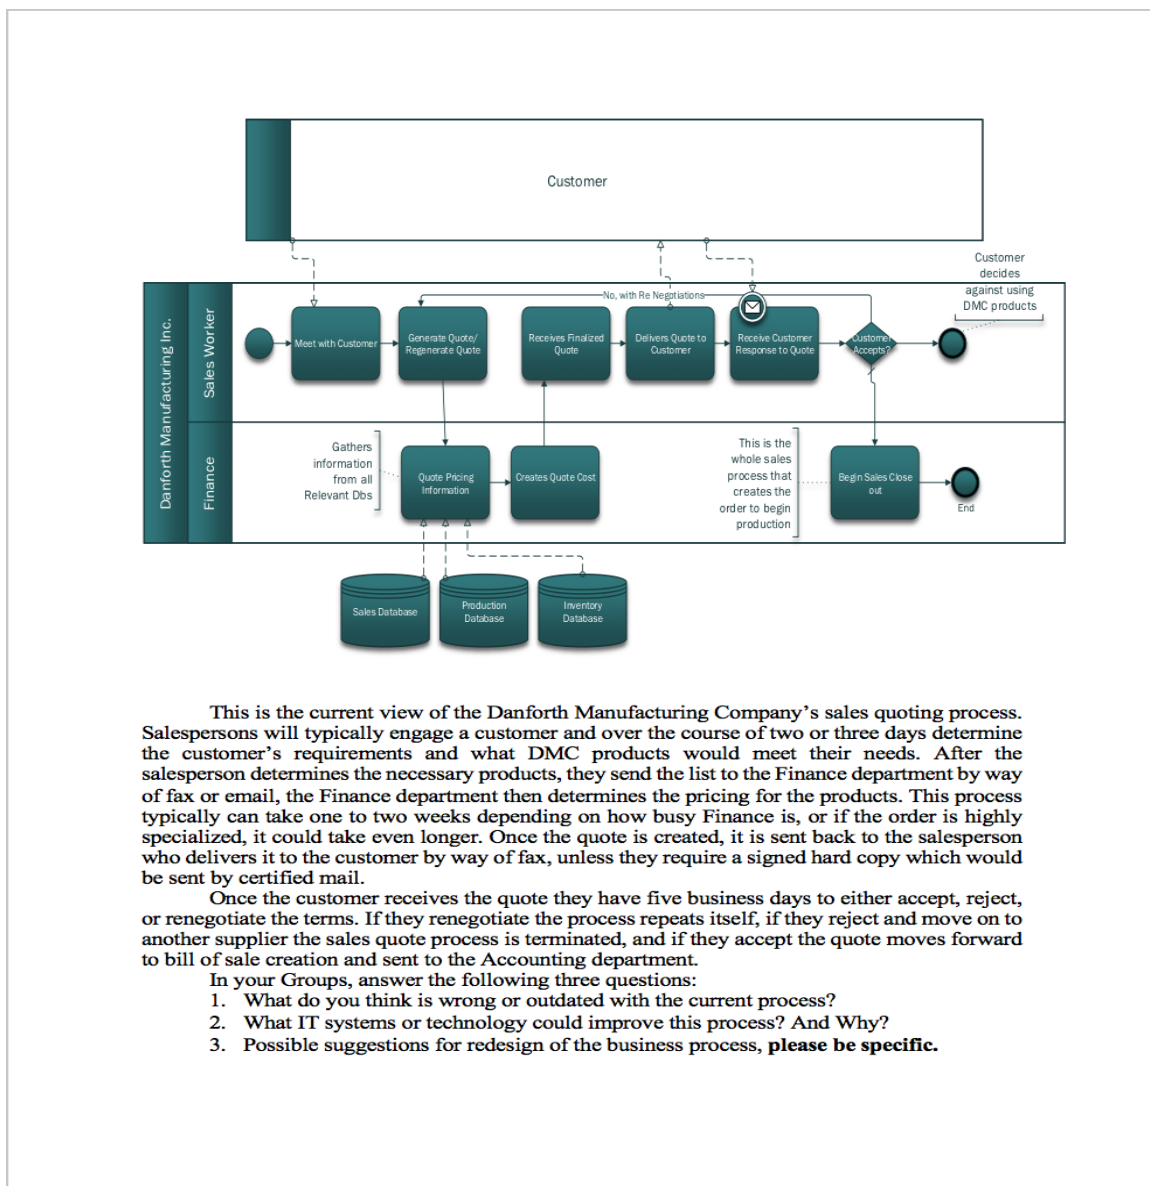 Customer
Customer
decides
against using
DMC products
Danforth Manufacturing Inc.
Sales Worker
No, with Re Negotiations
Meet with Customer
Generate Quote/
Regenerate Quote
Receives Finalized
Quote
Delivers Quote to
Customer
Receive Customer
Response to Quote
Customer
Accepts?
Finance
Gathers
information
from all
Relevant Dbs
Quote Pricing
Information
Creates Quote Cost
This is the
whole sales
process that
creates the
order to begin
production
Begin Sales Close
out
End
Sales Database
Production
Database
Inventory
Database
This is the current view of the Danforth Manufacturing Company's sales quoting process.
Salespersons will typically engage a customer and over the course of two or three days determine
the customer's requirements and what DMC products would meet their needs. After the
salesperson determines the necessary products, they send the list to the Finance department by way
of fax or email, the Finance department then determines the pricing for the products. This process
typically can take one to two weeks depending on how busy Finance is, or if the order is highly
specialized, it could take even longer. Once the quote is created, it is sent back to the salesperson
who delivers it to the customer by way of fax, unless they require a signed hard copy which would
be sent by certified mail.
Once the customer receives the quote they have five business days to either accept, reject,
or renegotiate the terms. If they renegotiate the process repeats itself, if they reject and move on to
another supplier the sales quote process is terminated, and if they accept the quote moves forward
to bill of sale creation and sent to the Accounting department.
In your Groups, answer the following three questions:
1. What do you think is wrong or outdated with the current process?
2. What IT systems or technology could improve this process? And Why?
3. Possible suggestions for redesign of the business process, please be specific.